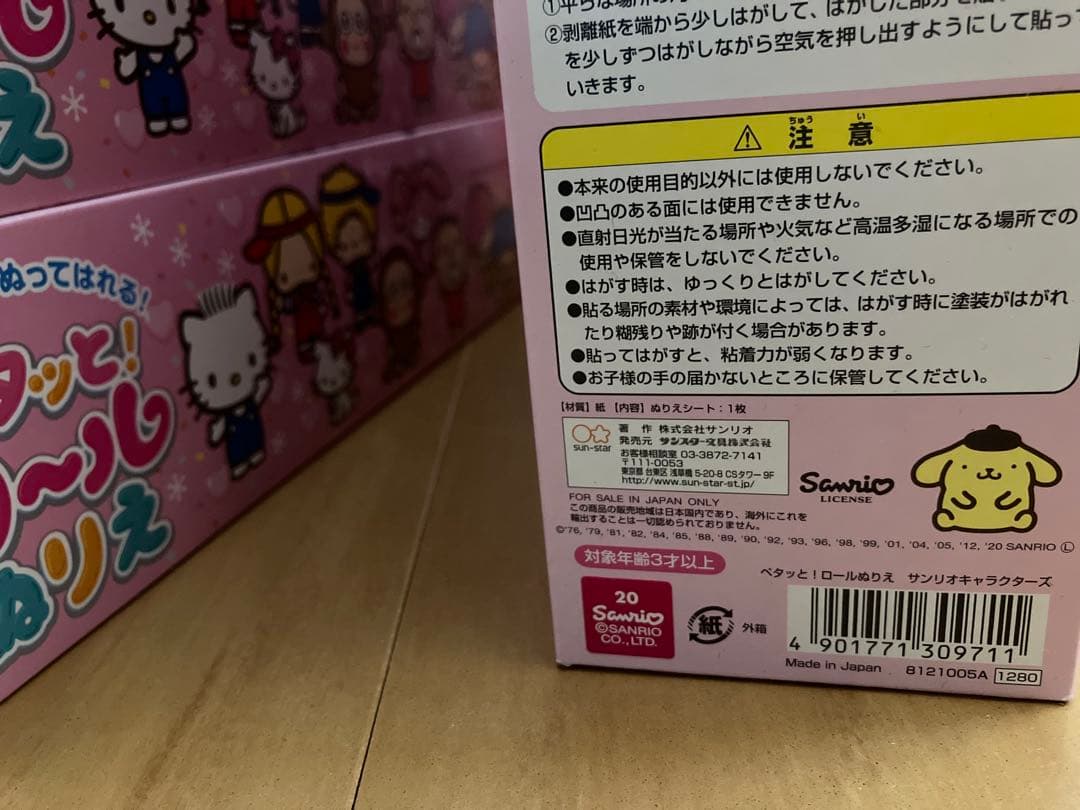 え
ぬってはれる!
タッと!
ロ〜ル
ぬりえ
②剥離紙を端から少しはがして、はがした部分を
を少しずつはがしながら空気を押し出すようにして貼っ
いきます。
ちゅう い
⚠ 注 意
●本来の使用目的以外には使用しないでください。
●凹凸のある面には使用できません。
●直射日光が当たる場所や火気など高温多湿になる場所での
使用や保管をしないでください。
●はがす時は、ゆっくりとはがしてください。
●貼る場所の素材や環境によっては、はがす時に塗装がはがれ
たり糊残りや跡が付く場合があります。
●貼ってはがすと、粘着力が弱くなります。
●お子様の手の届かないところに保管してください。
【材質】紙 【内容】ぬりえシート:1枚
sun-star
著 作 株式会社サンリオ
発売元 サンスター文具株式会社
お客様相談室 03-3872-7141
〒111-0053
東京都 台東区 浅草橋 5-20-8 CSタワー 9F
http://www.sun-star-st.jp/
Sanrio
LICENSE
FOR SALE IN JAPAN ONLY
この商品の販売地域は日本国内であり、海外にこれを
輸出することは一切認められておりません。
©'76, '79, '81, '82, '84, '85, '88, '89, '90, '92, '93, '96, '98, '99, '01, '04, '05, '12, '20 SANRIO Ⓛ
対象年齢3才以上
ペタッと!ロールぬりえ サンリオキャラクターズ
20
Sanrio
©SANRIO
CO., LTD.
紙
外箱
4 901771 309711
Made in Japan 8121005A 1280